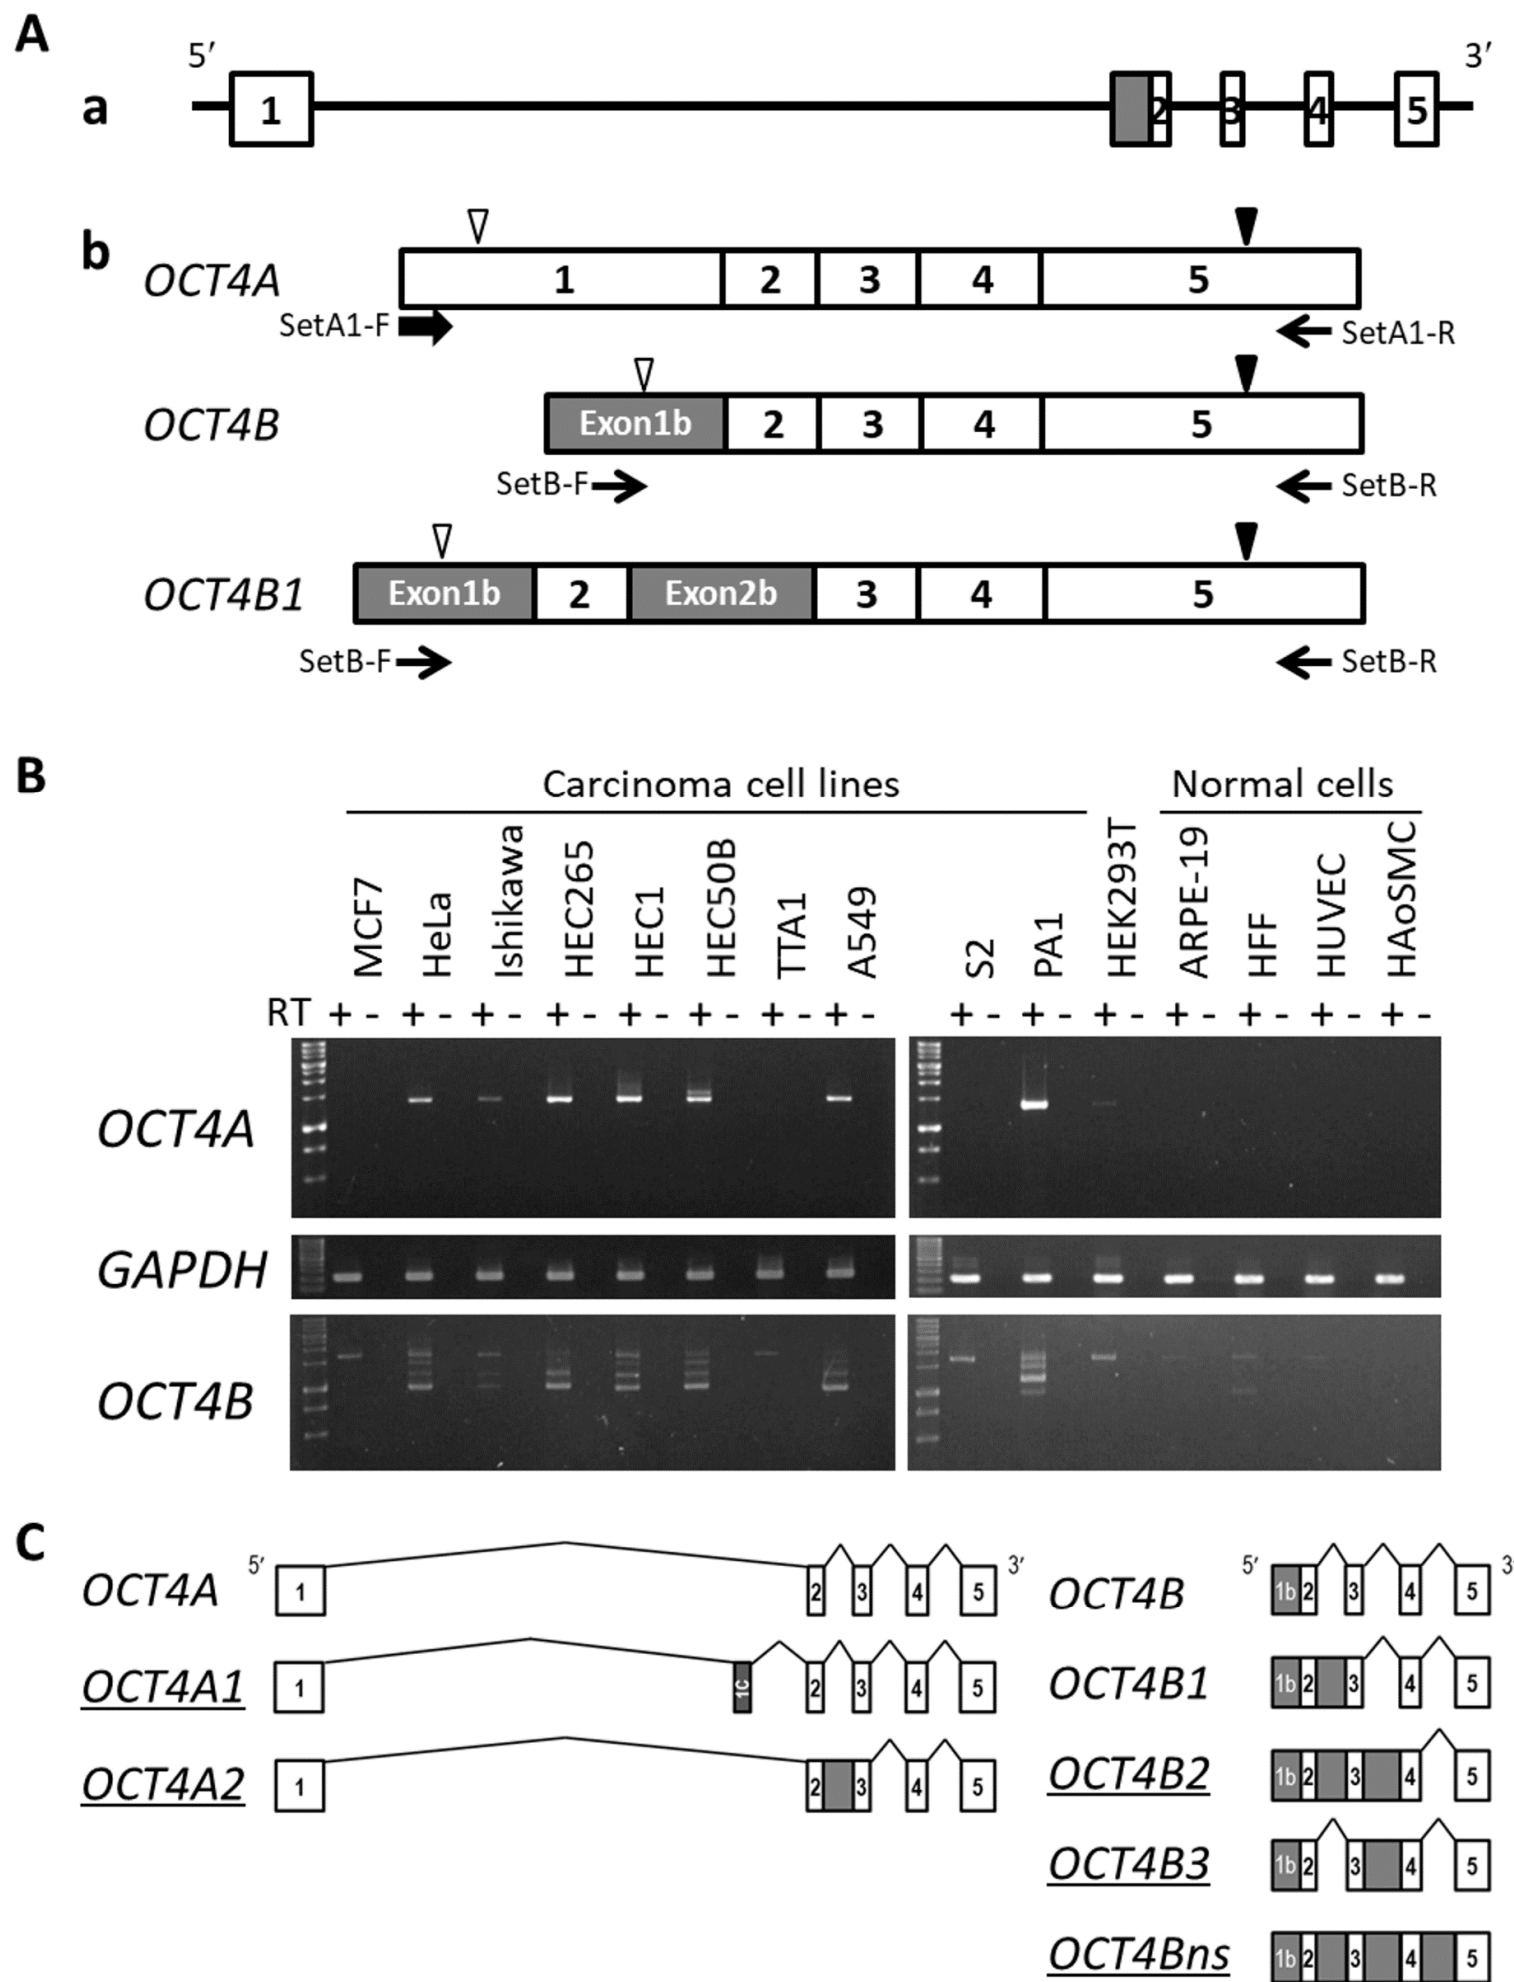 A
5′ 3′
a 1 2 3 4 5
b
OCT4A 1 2 3 4 5
SetA1-F SetA1-R
OCT4B Exon1b 2 3 4 5
SetB-F SetB-R
OCT4B1 Exon1b 2 Exon2b 3 4 5
SetB-F SetB-R
B
Carcinoma cell lines Normal cells
MCF7 HeLa Ishikawa HEC265 HEC1 HEC50B TTA1 A549 S2 PA1 HEK293T ARPE-19 HFF HUVEC HAoSMC
RT + - + - + - + - + - + - + - + - + - + - + - + - + - + - + -
OCT4A
GAPDH
OCT4B
C
OCT4A 5′ 1 2 3 4 5 3′
OCT4A1 1 1C 2 3 4 5
OCT4A2 1 2 3 4 5
OCT4B 5′ 1b 2 3 4 5 3′
OCT4B1 1b 2 3 4 5
OCT4B2 1b 2 3 4 5
OCT4B3 1b 2 3 4 5
OCT4Bns 1b 2 3 4 5